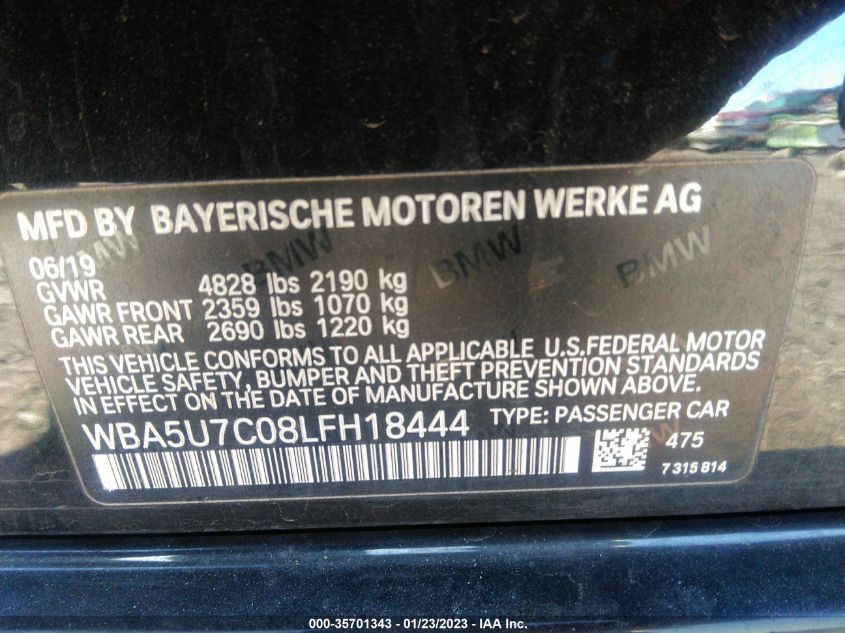 MFD BY BAYERISCHE MOTOREN WERKE AG
06/19
GVWR 4828 lbs 2190 kg
GAWR FRONT 2359 lbs 1070 kg
GAWR REAR 2690 lbs 1220 kg
THIS VEHICLE CONFORMS TO ALL APPLICABLE U.S.FEDERAL MOTOR
VEHICLE SAFETY, BUMPER AND THEFT PREVENTION STANDARDS
IN EFFECT ON THE DATE OF MANUFACTURE SHOWN ABOVE.
WBA5U7C08LFH18444 TYPE: PASSENGER CAR
475
7 315 814
BMW BMW BMW
000-35701343 / 01/23/2023 - IAA Inc.